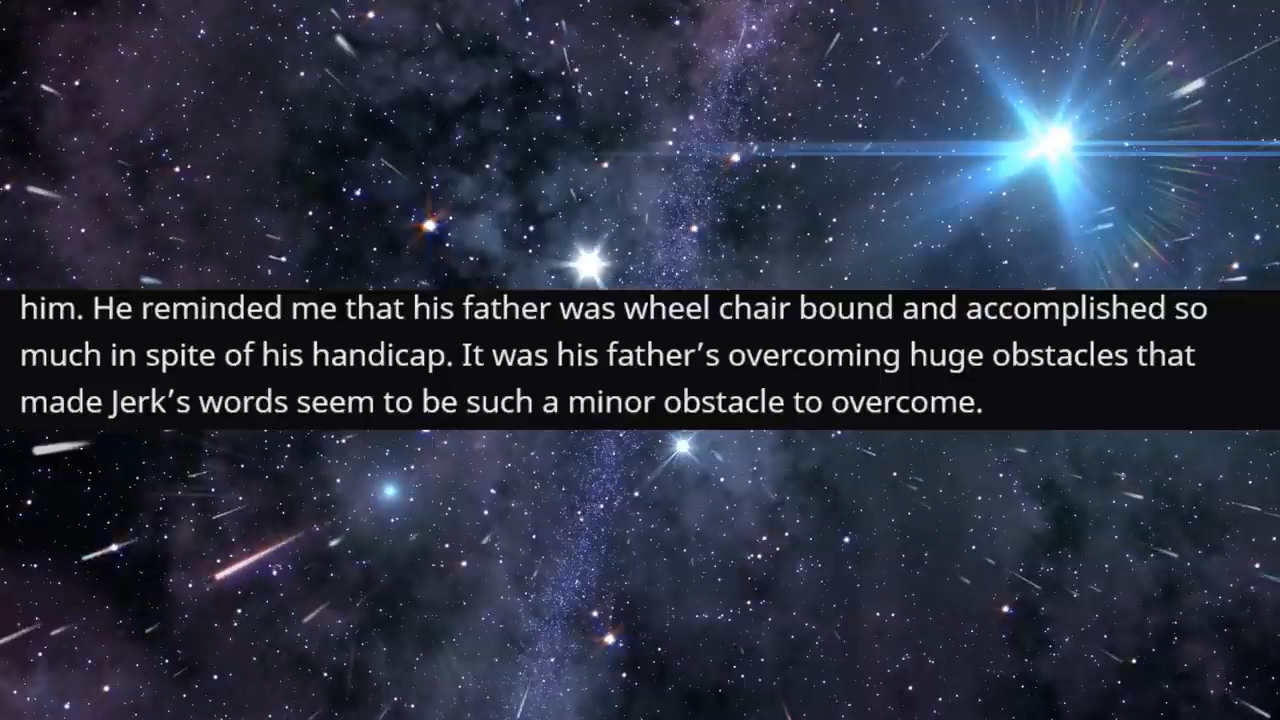 him. He reminded me that his father was wheel chair bound and accomplished so
much in spite of his handicap. It was his father’s overcoming huge obstacles that
made Jerk’s words seem to be such a minor obstacle to overcome.